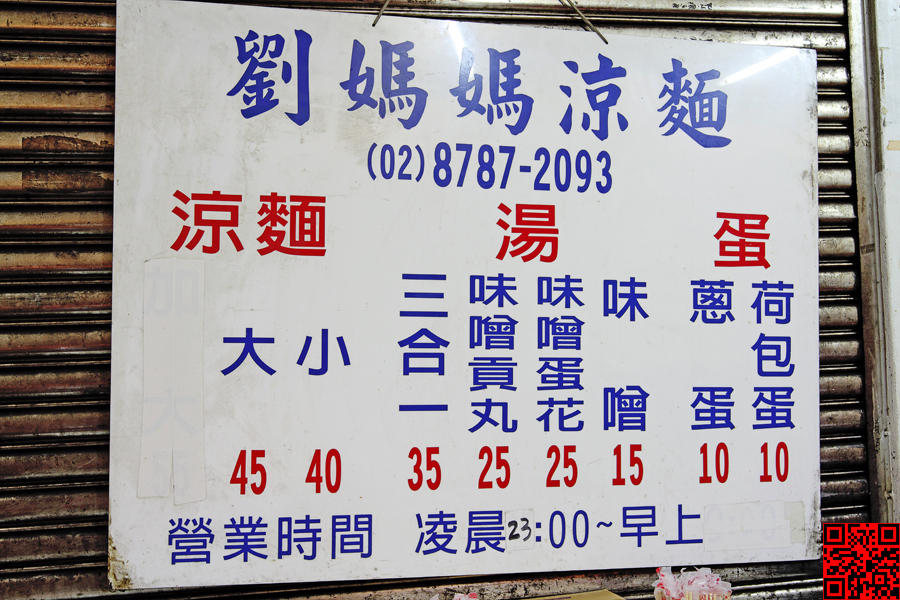 劉媽媽涼麵
(02)8787-2093
涼麵 湯 蛋
大 小 三合一 味噌貢丸 味噌蛋花 味噌 蔥蛋 荷包蛋
45 40 35 25 25 15 10 10
營業時間 凌晨23:00~早上